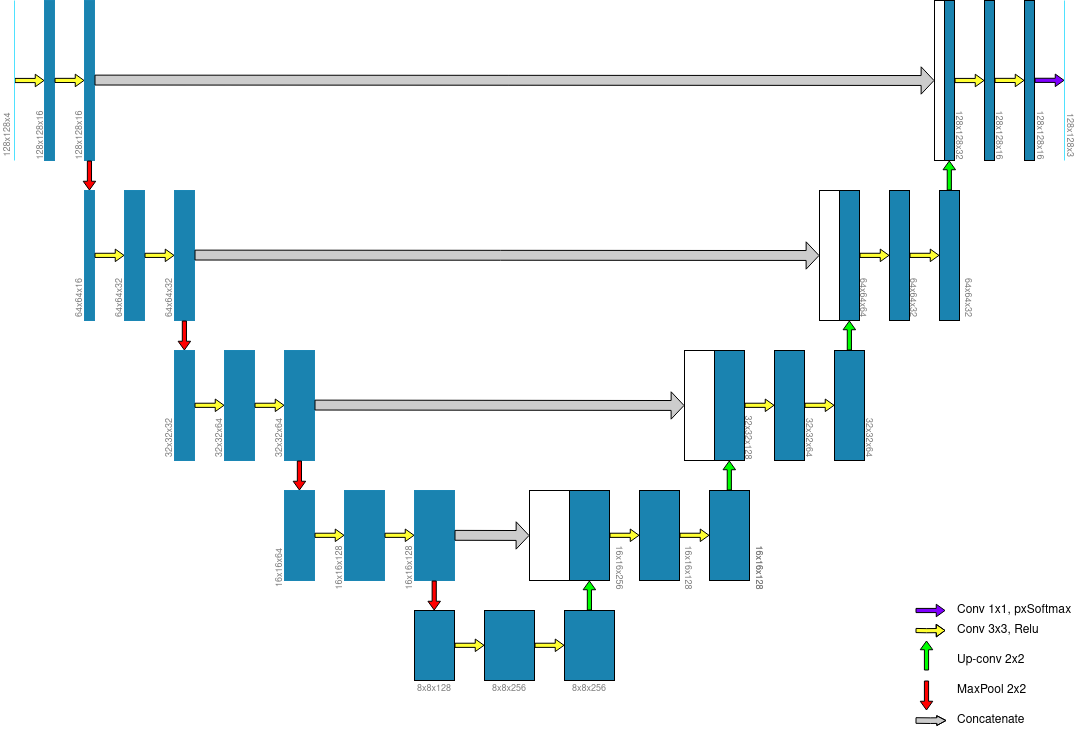 128x128x4
128x128x16
128x128x16
128x128x32
128x128x16
128x128x16
128x128x3
64x64x16
64x64x32
64x64x32
64x64x64
64x64x32
64x64x32
32x32x32
32x32x64
32x32x64
32x32x128
32x32x64
32x32x64
16x16x64
16x16x128
16x16x128
16x16x256
16x16x128
16x16x128
8x8x128
8x8x256
8x8x256
Conv 1x1, pxSoftmax
Conv 3x3, Relu
Up-conv 2x2
MaxPool 2x2
Concatenate